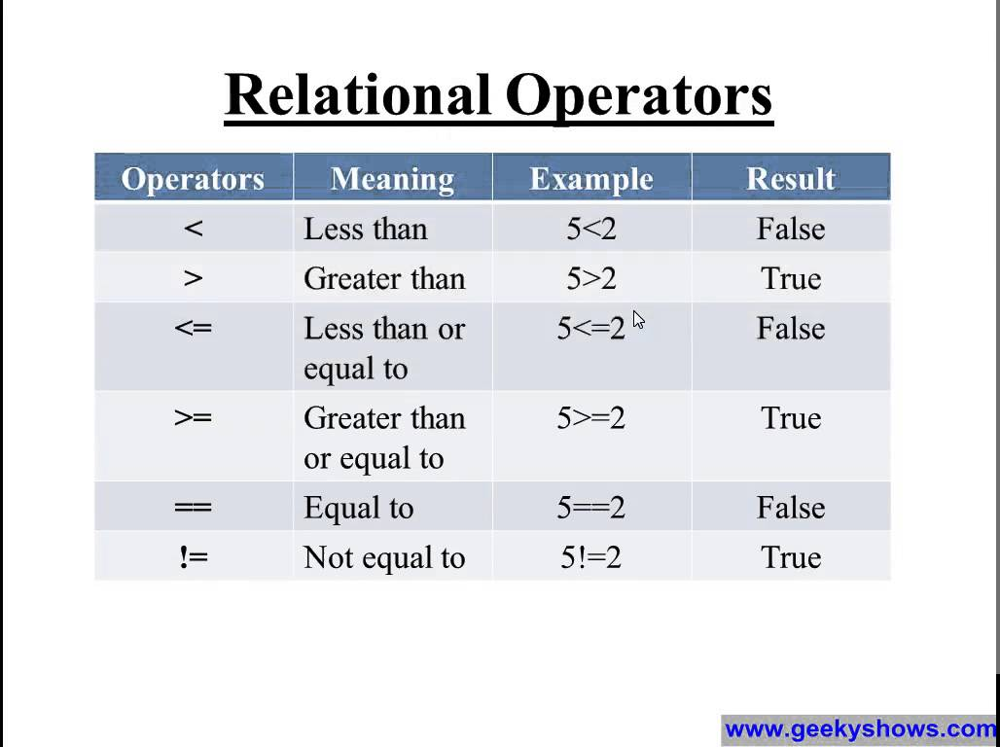 Relational Operators
Operators Meaning Example Result
< Less than 5<2 False
> Greater than 5>2 True
<= Less than or 5<=2 False
equal to
>= Greater than 5>=2 True
or equal to
== Equal to 5==2 False
!= Not equal to 5!=2 True
www.geekyshows.com